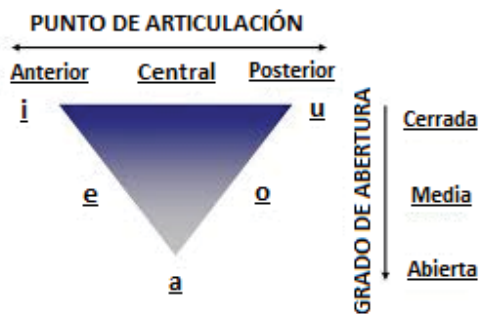 PUNTO DE ARTICULACIÓN
Anterior Central Posterior
i u
Cerrada
e o
Media
a
Abierta
GRADO DE ABERTURA